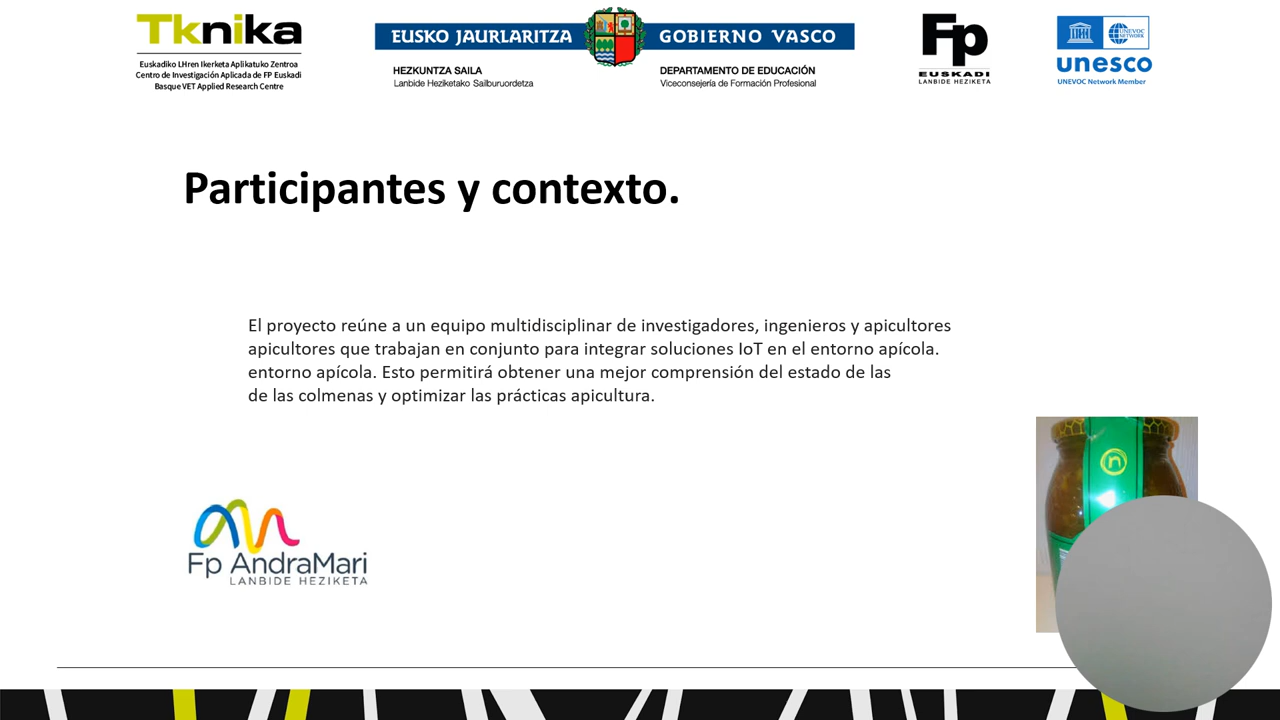 Tknika
Euskadiko LHren Ikerketa Aplikatuko Zentroa
Centro de Investigación Aplicada de FP Euskadi
Basque VET Applied Research Centre
EUSKO JAURLARITZA GOBIERNO VASCO
HEZKUNTZA SAILA
Lanbide Heziketako Sailburuordetza
DEPARTAMENTO DE EDUCACIÓN
Viceconsejería de Formación Profesional
Fp
EUSKADI
LANBIDE HEZIKETA
UNEVOC
NETWORK
unesco
UNEVOC Network Member
Participantes y contexto.
El proyecto reúne a un equipo multidisciplinar de investigadores, ingenieros y apicultores
apicultores que trabajan en conjunto para integrar soluciones IoT en el entorno apícola.
entorno apícola. Esto permitirá obtener una mejor comprensión del estado de las
de las colmenas y optimizar las prácticas apicultura.
n
Fp AndraMari
LANBIDE HEZIKETA